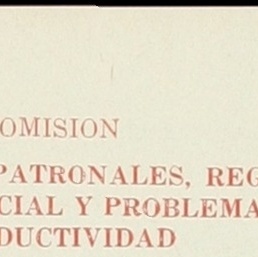 OMISION
PATRONALES, REG
CIAL Y PROBLEMA
DUCTIVIDAD